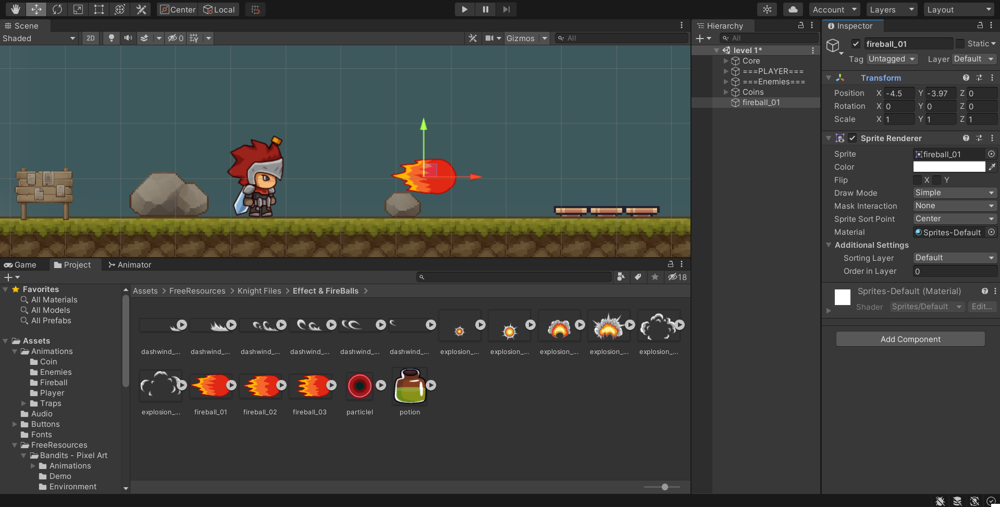 Center Local
Account Layers Layout
Scene
Shaded 2D 0 Gizmos All
Game Project Animator
18
Favorites
All Materials
All Models
All Prefabs
Assets
Animations
Coin
Enemies
Fireball
Player
Traps
Audio
Buttons
Fonts
FreeResources
Bandits - Pixel Art
Animations
Demo
Environment
Assets > FreeResources > Knight Files > Effect & FireBalls >
dashwind_... dashwind_... dashwind_... dashwind_... dashwind_... dashwind_... explosion_... explosion_... explosion_... explosion_... explosion_...
explosion_... fireball_01 fireball_02 fireball_03 particlel potion
Hierarchy
All
level 1*
Core
===PLAYER===
===Enemies===
Coins
fireball_01
Inspector
fireball_01 Static
Tag Untagged Layer Default
Transform
Position X -4.5 Y -3.97 Z 0
Rotation X 0 Y 0 Z 0
Scale X 1 Y 1 Z 1
Sprite Renderer
Sprite fireball_01
Color
Flip X Y
Draw Mode Simple
Mask Interaction None
Sprite Sort Point Center
Material Sprites-Default
Additional Settings
Sorting Layer Default
Order in Layer 0
Sprites-Default (Material)
Shader Sprites/Default Edit...
Add Component